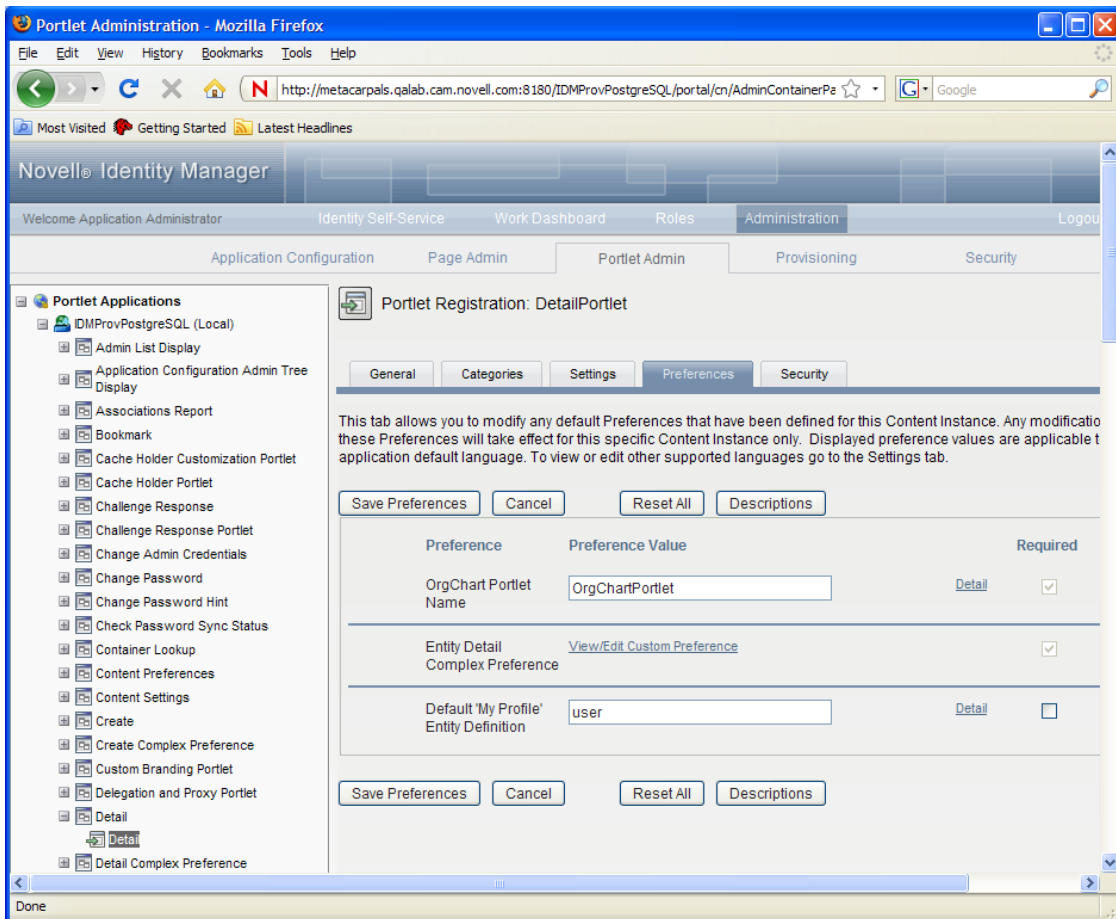 Portlet Administration - Mozilla Firefox
File Edit View History Bookmarks Tools Help
N http://metacarpals.qalab.cam.novell.com:8180/IDMProvPostgreSQL/portal/cn/AdminContainerPa G Google
Most Visited Getting Started Latest Headlines
Novell® Identity Manager
Welcome Application Administrator Identity Self-Service Work Dashboard Roles Administration Logou
Application Configuration Page Admin Portlet Admin Provisioning Security
Portlet Applications
IDMProvPostgreSQL (Local)
Admin List Display
Application Configuration Admin Tree
Display
Associations Report
Bookmark
Cache Holder Customization Portlet
Cache Holder Portlet
Challenge Response
Challenge Response Portlet
Change Admin Credentials
Change Password
Change Password Hint
Check Password Sync Status
Container Lookup
Content Preferences
Content Settings
Create
Create Complex Preference
Custom Branding Portlet
Delegation and Proxy Portlet
Detail
Detail
Detail Complex Preference
Portlet Registration: DetailPortlet
General Categories Settings Preferences Security
This tab allows you to modify any default Preferences that have been defined for this Content Instance. Any modificatio
these Preferences will take effect for this specific Content Instance only. Displayed preference values are applicable t
application default language. To view or edit other supported languages go to the Settings tab.
Save Preferences Cancel Reset All Descriptions
Preference Preference Value Required
OrgChart Portlet
Name
OrgChartPortlet Detail
Entity Detail
Complex Preference
View/Edit Custom Preference
Default 'My Profile'
Entity Definition
user Detail
Save Preferences Cancel Reset All Descriptions
Done